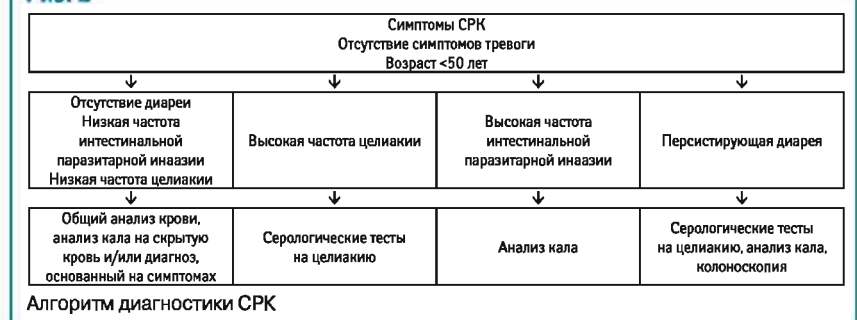 Симптомы СРК
Отсутствие симптомов тревоги
Возраст <50 лет
Отсутствие диареи
Низкая частота
интестинальной
паразитарной инаазии
Низкая частота целиакии
Высокая частота целиакии
Высокая частота
интестинальной
паразитарной инаазии
Персистирующая диарея
Общий анализ крови,
анализ кала на скрытую
кровь и/или диагноз,
основанный на симптомах
Серологические тесты
на целиакию
Анализ кала
Серологические тесты
на целиакию, анализ кала,
колоноскопия
Алгоритм диагностики СРК